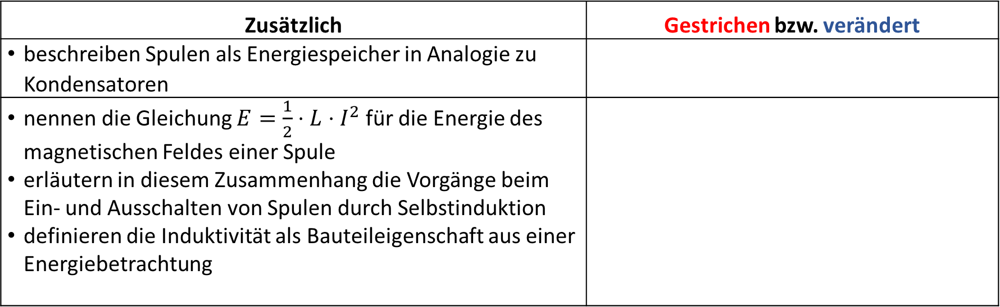 Zusätzlich
Gestrichen bzw. verändert
• beschreiben Spulen als Energiespeicher in Analogie zu
Kondensatoren
• nennen die Gleichung E = 1/2 · L · I² für die Energie des
magnetischen Feldes einer Spule
• erläutern in diesem Zusammenhang die Vorgänge beim
Ein- und Ausschalten von Spulen durch Selbstinduktion
• definieren die Induktivität als Bauteileigenschaft aus einer
Energiebetrachtung